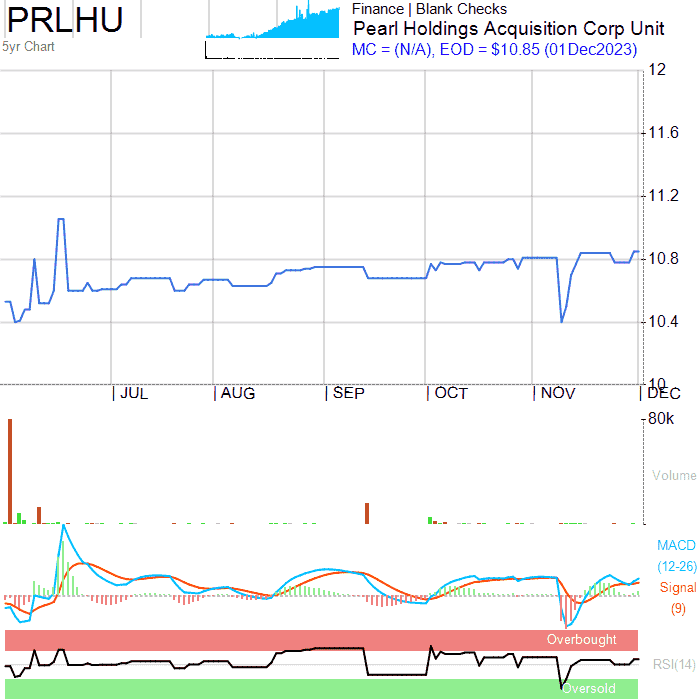 PRLHU
5yr Chart
Finance | Blank Checks
Pearl Holdings Acquisition Corp Unit
MC = (N/A), EOD = $10.85 (01Dec2023)
12
11.6
11.2
10.8
10.4
10
| JUL | AUG | SEP | OCT | NOV | DEC
80k
Volume
MACD
(12-26)
Signal
(9)
Overbought
RSI(14)
Oversold